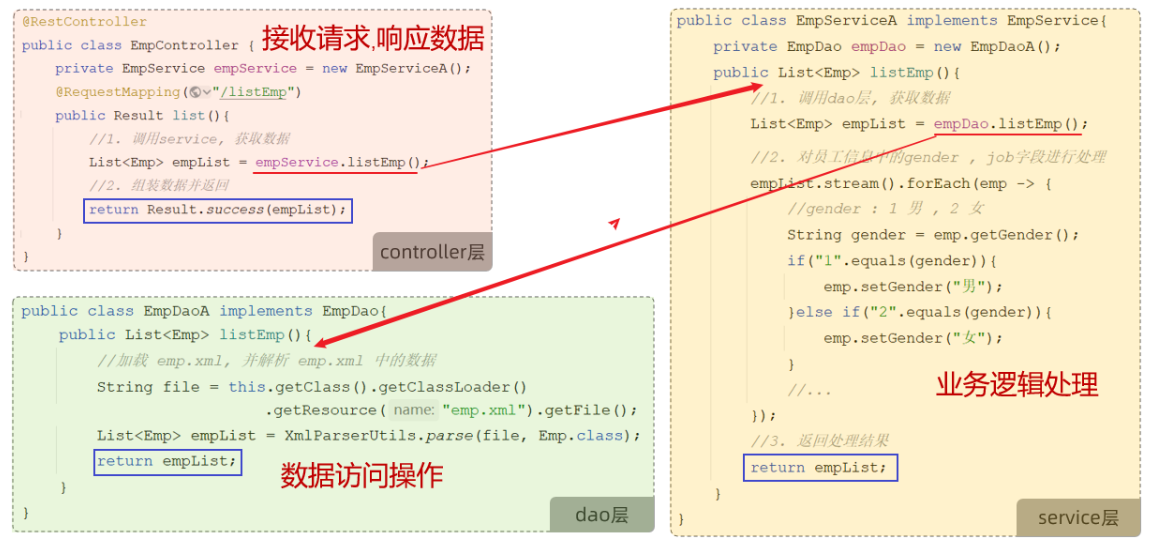 @RestController
public class EmpController {
接收请求,响应数据
private EmpService empService = new EmpServiceA();
@RequestMapping("/listEmp")
public Result list(){
//1. 调用service, 获取数据
List<Emp> empList = empService.listEmp();
//2. 组装数据并返回
return Result.success(empList);
}
}
controller层
public class EmpDaoA implements EmpDao{
public List<Emp> listEmp(){
//加载 emp.xml, 并解析 emp.xml 中的数据
String file = this.getClass().getClassLoader()
.getResource( name: "emp.xml").getFile();
List<Emp> empList = XmlParserUtils.parse(file, Emp.class);
return empList;
数据访问操作
}
}
dao层
public class EmpServiceA implements EmpService{
private EmpDao empDao = new EmpDaoA();
public List<Emp> listEmp(){
//1. 调用dao层, 获取数据
List<Emp> empList = empDao.listEmp();
//2. 对员工信息中的gender , job字段进行处理
empList.stream().forEach(emp -> {
//gender : 1 男 , 2 女
String gender = emp.getGender();
if("1".equals(gender)){
emp.setGender("男");
}else if("2".equals(gender)){
emp.setGender("女");
}
业务逻辑处理
//...
});
//3. 返回处理结果
return empList;
}
}
service层